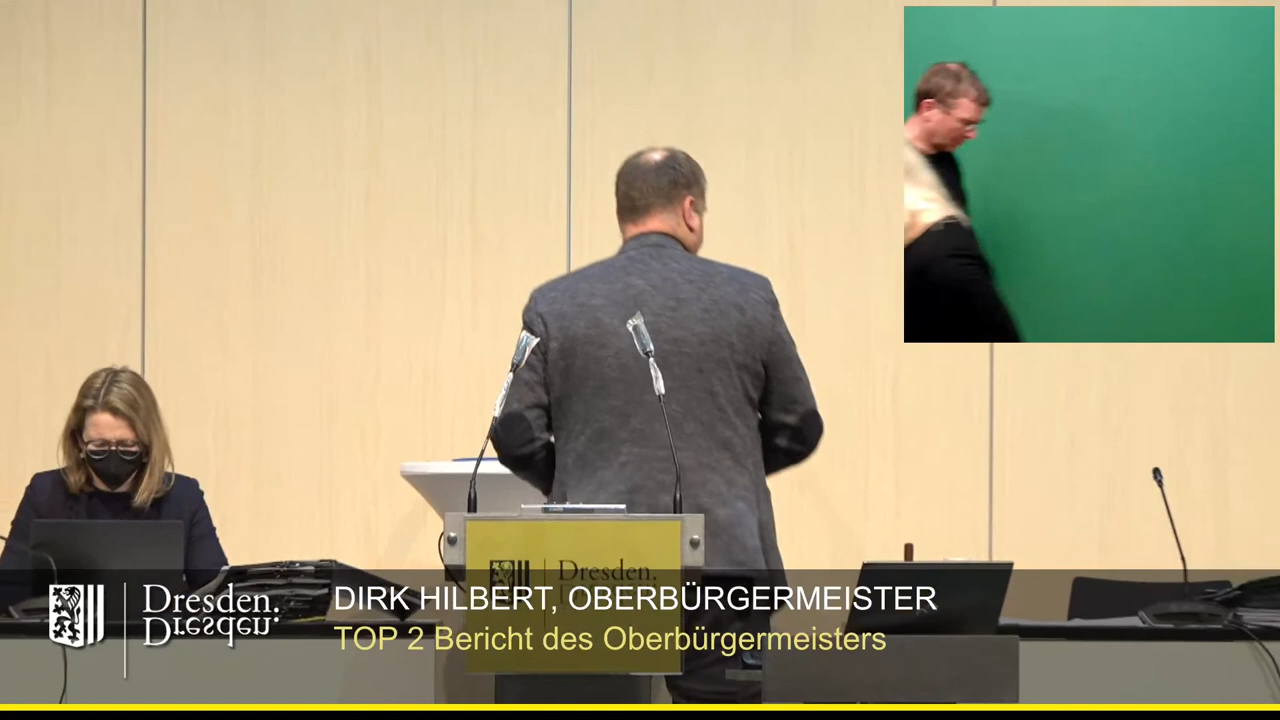 Dresden.
DIRK HILBERT, OBERBÜRGERMEISTER
TOP 2 Bericht des Oberbürgermeisters
Dresden.
Dresden.